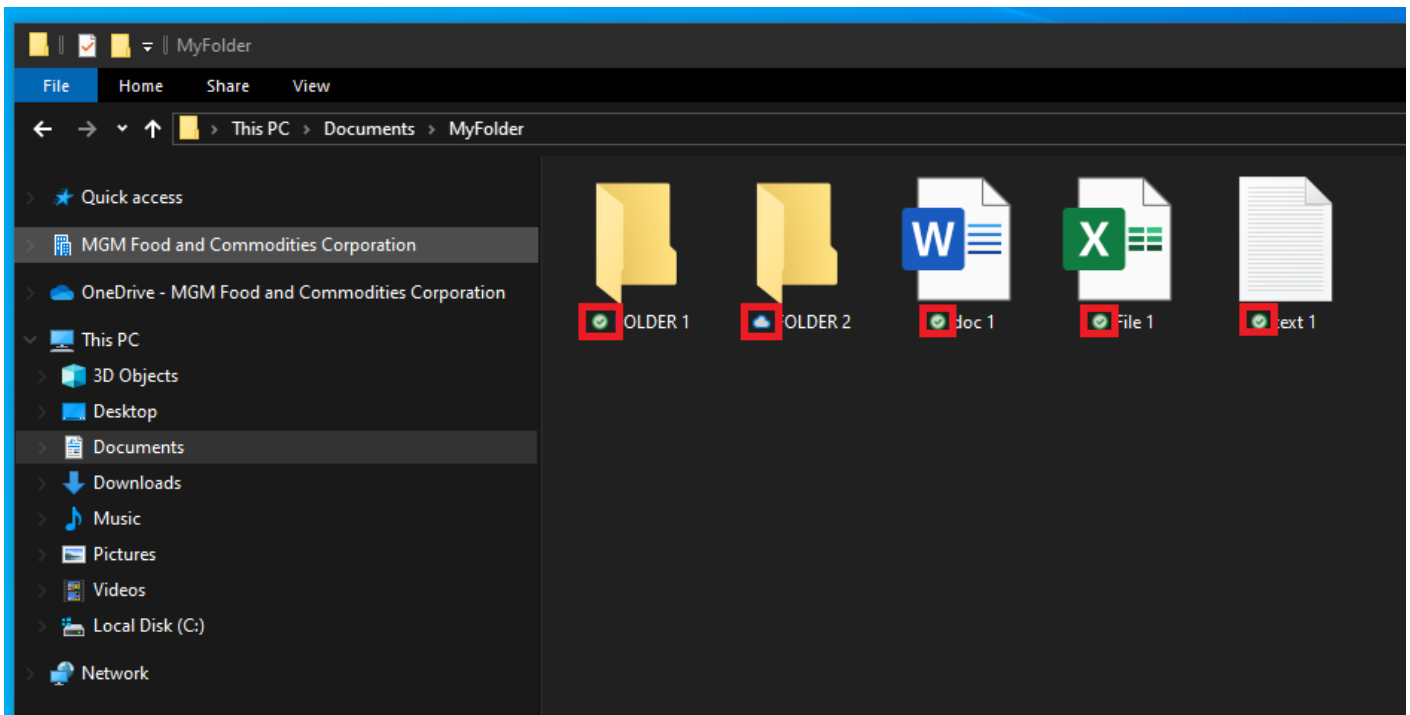 MyFolder
File Home Share View
This PC > Documents > MyFolder
Quick access
MGM Food and Commodities Corporation
OneDrive - MGM Food and Commodities Corporation
This PC
3D Objects
Desktop
Documents
Downloads
Music
Pictures
Videos
Local Disk (C:)
Network
W X
OLDER 1 FOLDER 2 doc 1 File 1 text 1